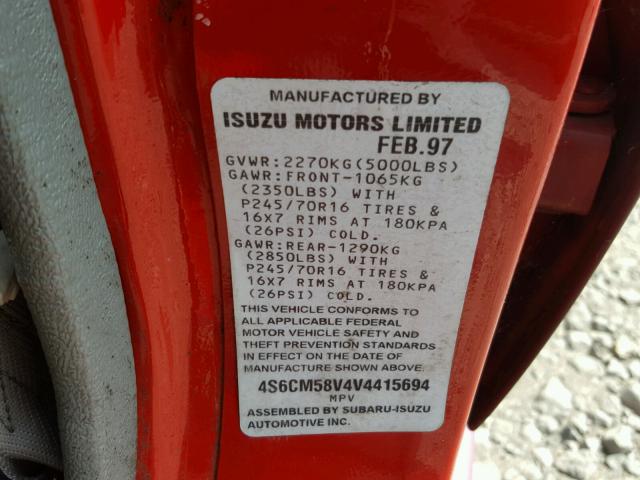 MANUFACTURED BY
ISUZU MOTORS LIMITED
FEB.97
GVWR:2270KG(5000LBS)
GAWR:FRONT-1065KG
(2350LBS) WITH
P245/70R16 TIRES &
16X7 RIMS AT 180KPA
(26PSI) COLD.
GAWR:REAR-1290KG
(2850LBS) WITH
P245/70R16 TIRES &
16X7 RIMS AT 180KPA
(26PSI) COLD.
THIS VEHICLE CONFORMS TO
ALL APPLICABLE FEDERAL
MOTOR VEHICLE SAFETY AND
THEFT PREVENTION STANDARDS
IN EFFECT ON THE DATE OF
MANUFACTURE SHOWN ABOVE.
4S6CM58V4V4415694
MPV
ASSEMBLED BY SUBARU-ISUZU
AUTOMOTIVE INC.